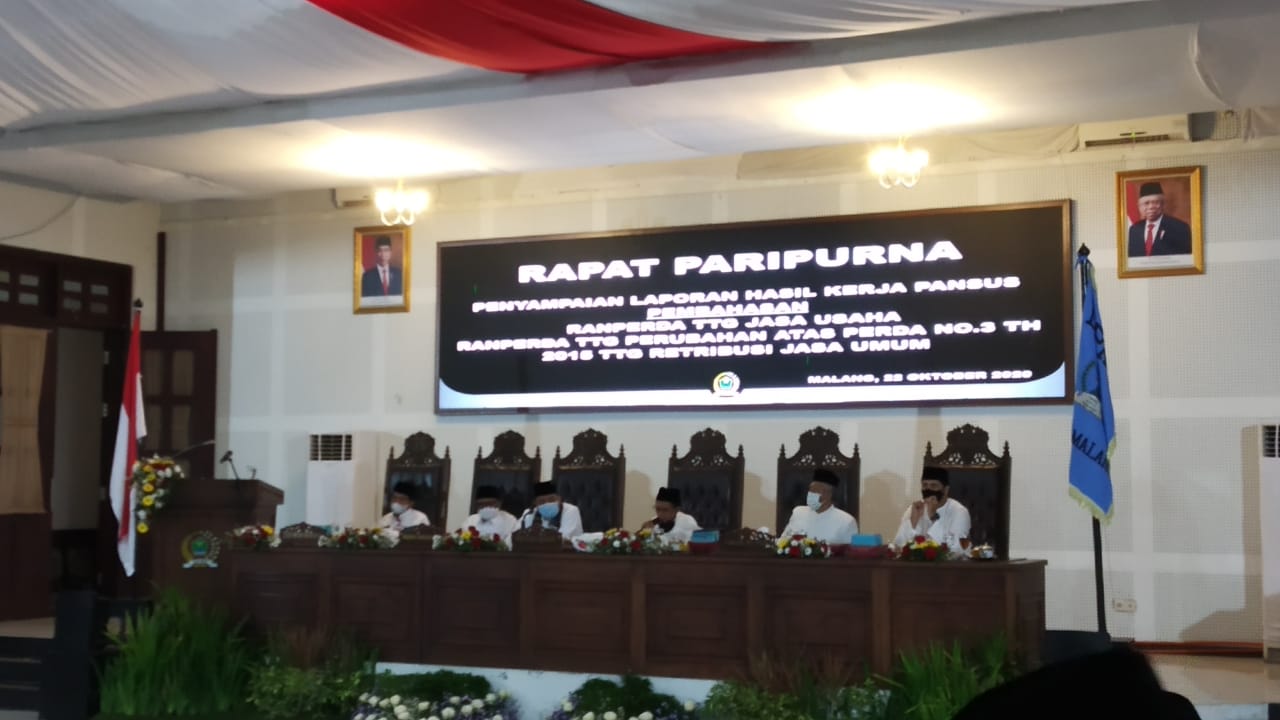 RAPAT PARIPURNA
PENYAMPAIAN LAPORAN HASIL KERJA PANSUS
PEMBAHASAN
RANPERDA TTG JASA USAHA
RANPERDA TTG PERUBAHAN ATAS PERDA NO.3 TH
2015 TTG RETRIBUSI JASA UMUM
MALANG, 22 OKTOBER 2020
MALANG